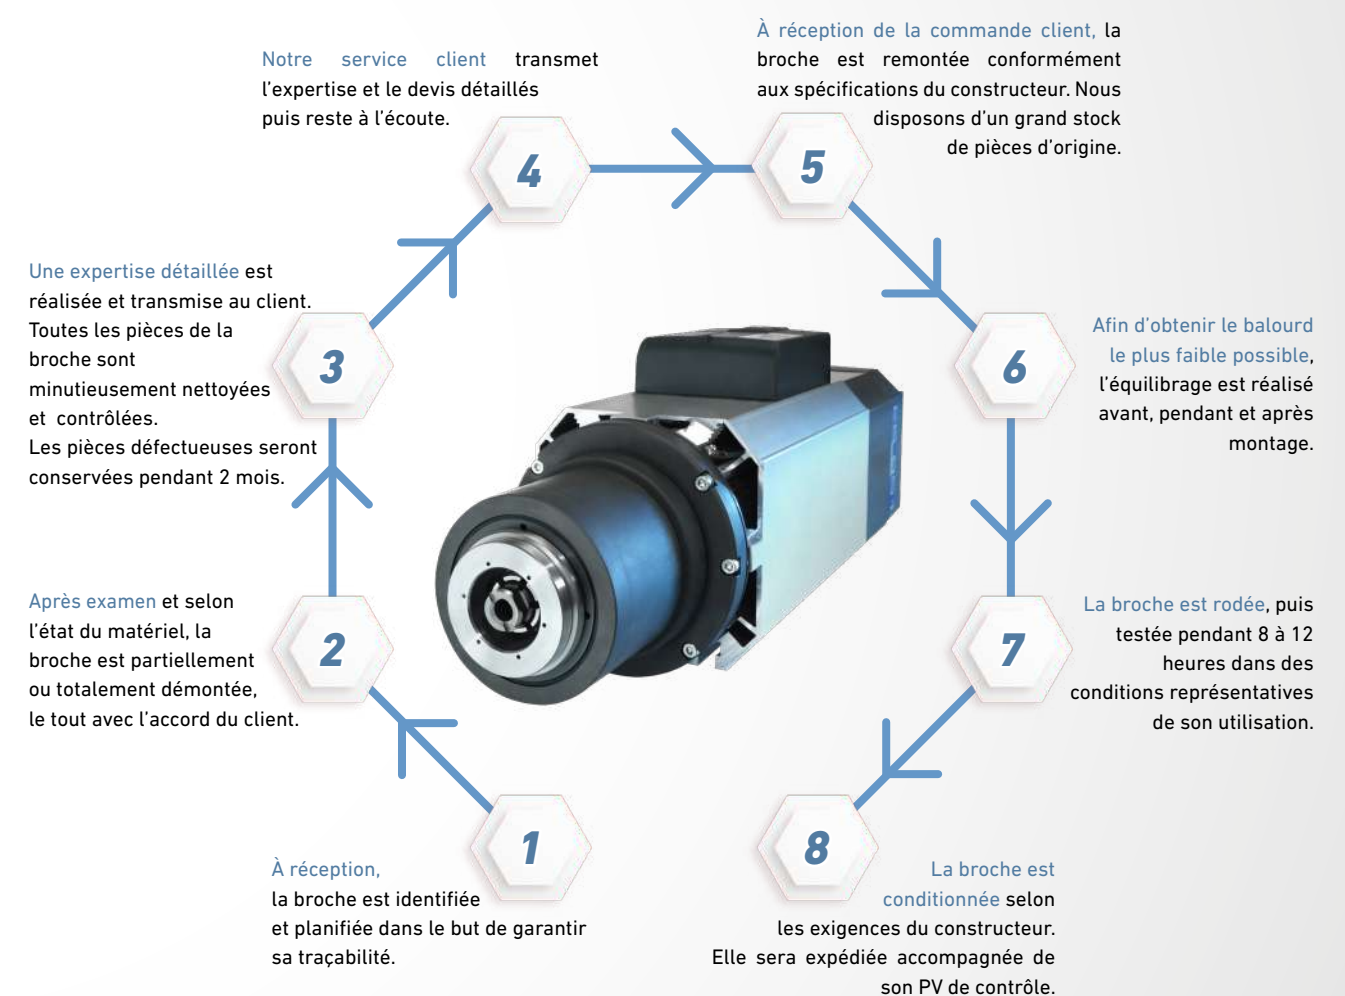 1
À réception,
la broche est identifiée
et planifiée dans le but de garantir
sa traçabilité.
2
Après examen et selon
l'état du matériel, la
broche est partiellement
ou totalement démontée,
le tout avec l'accord du client.
3
Une expertise détaillée est
réalisée et transmise au client.
Toutes les pièces de la
broche sont
minutieusement nettoyées
et contrôlées.
Les pièces défectueuses seront
conservées pendant 2 mois.
4
Notre service client transmet
l'expertise et le devis détaillés
puis reste à l'écoute.
5
À réception de la commande client, la
broche est remontée conformément
aux spécifications du constructeur. Nous
disposons d'un grand stock
de pièces d'origine.
6
Afin d'obtenir le balourd
le plus faible possible,
l'équilibrage est réalisé
avant, pendant et après
montage.
7
La broche est rodée, puis
testée pendant 8 à 12
heures dans des
conditions représentatives
de son utilisation.
8
La broche est
conditionnée selon
les exigences du constructeur.
Elle sera expédiée accompagnée de
son PV de contrôle.